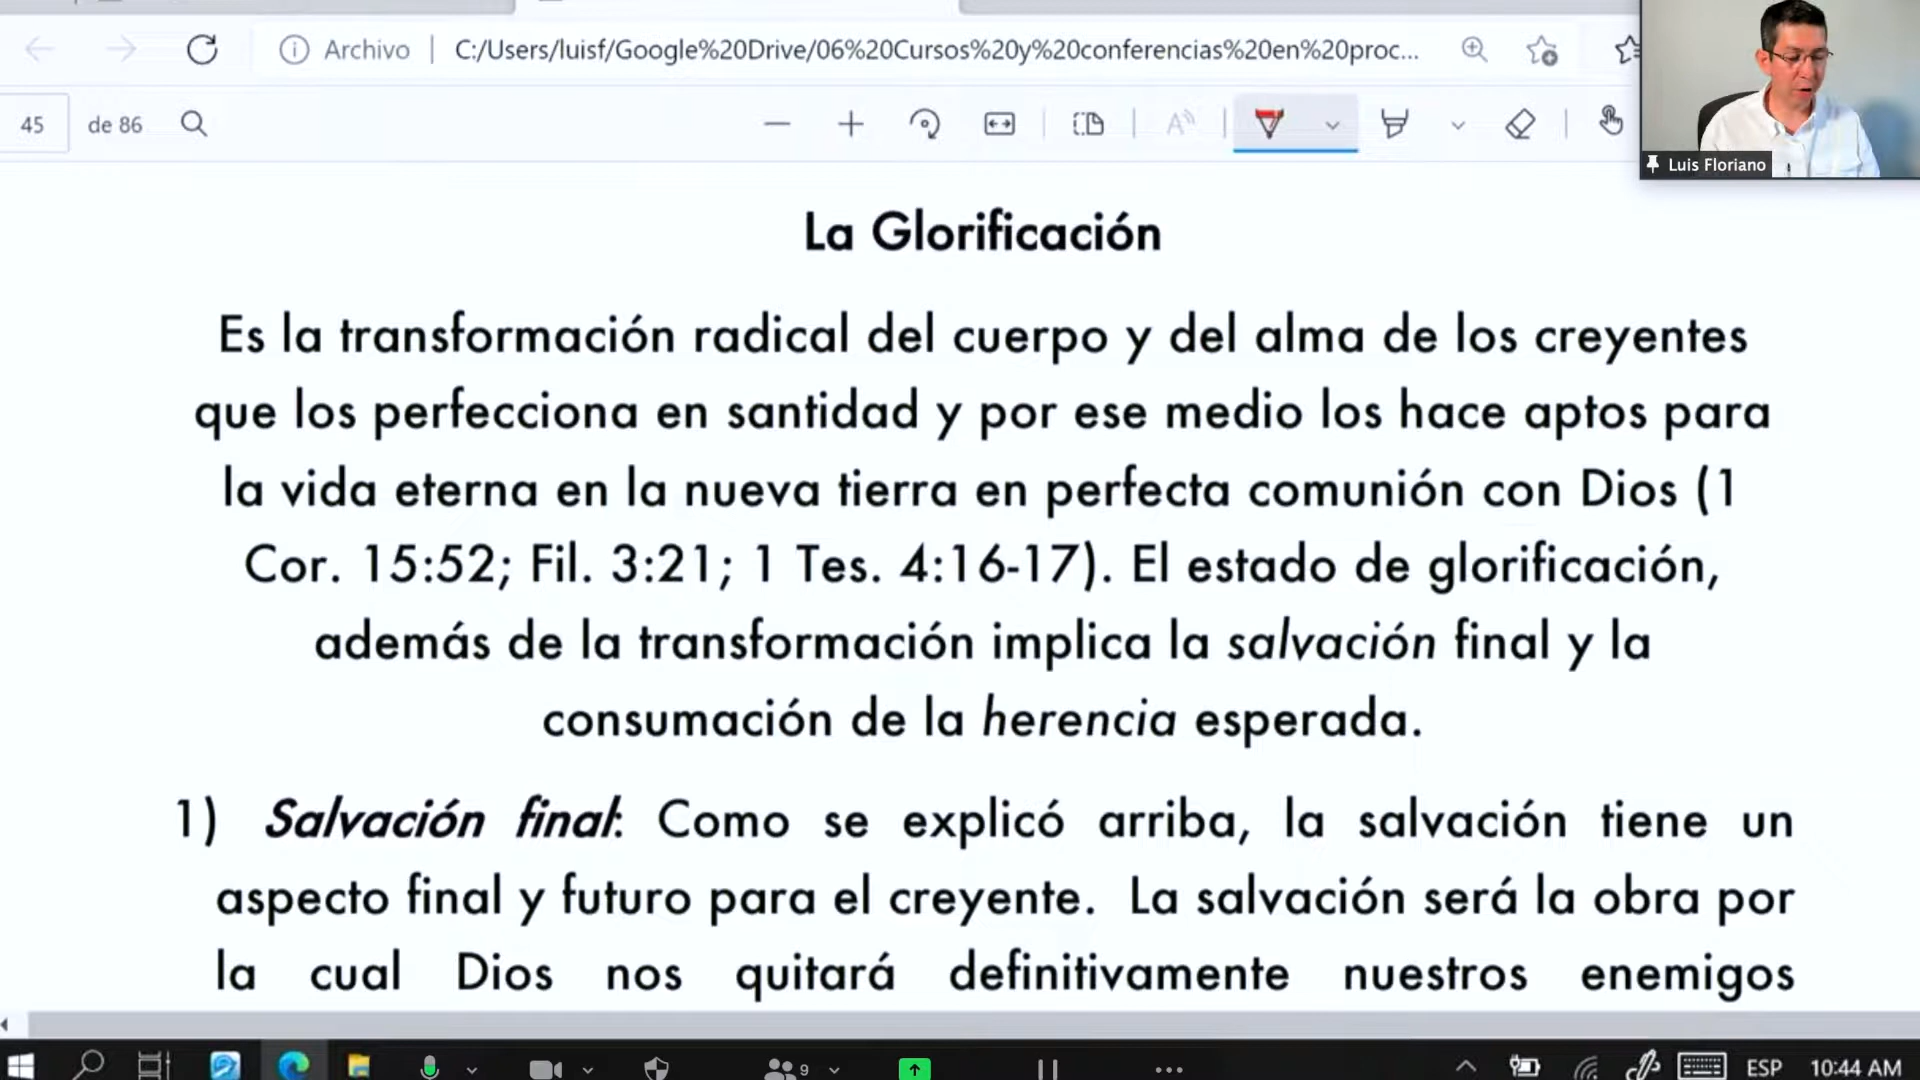 Archivo
C:/Users/luisf/Google%20Drive/06%20Cursos%20y%20conferencias%20en%20proc...
45 de 86
Luis Floriano
La Glorificación
Es la transformación radical del cuerpo y del alma de los creyentes
que los perfecciona en santidad y por ese medio los hace aptos para
la vida eterna en la nueva tierra en perfecta comunión con Dios (1
Cor. 15:52; Fil. 3:21; 1 Tes. 4:16-17). El estado de glorificación,
además de la transformación implica la salvación final y la
consumación de la herencia esperada.
1) Salvación final: Como se explicó arriba, la salvación tiene un
aspecto final y futuro para el creyente. La salvación será la obra por
la cual Dios nos quitará definitivamente nuestros enemigos
9
ESP
10:44 AM